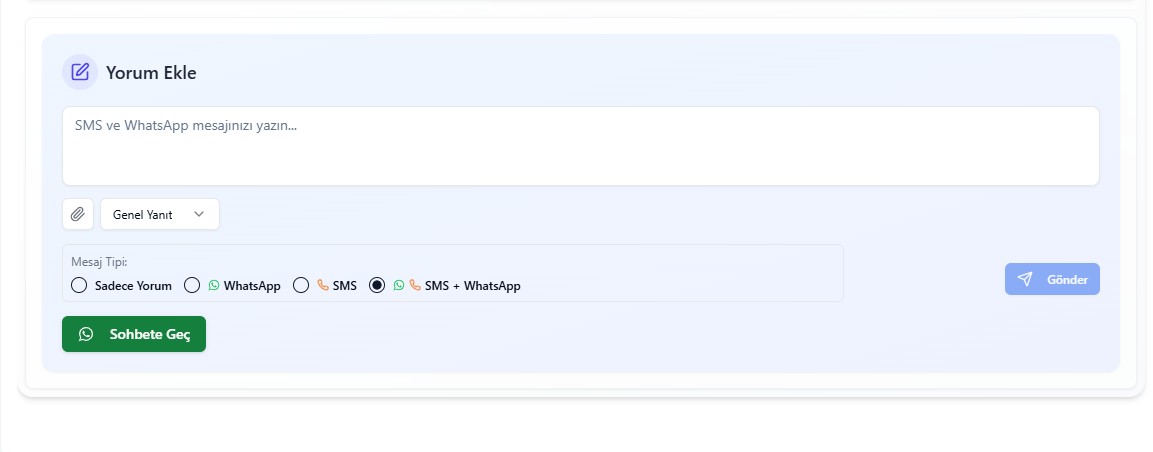 Yorum Ekle
SMS ve WhatsApp mesajınızı yazın...
Genel Yanıt
Mesaj Tipi:
Sadece Yorum WhatsApp SMS SMS + WhatsApp
Gönder
Sohbete Geç